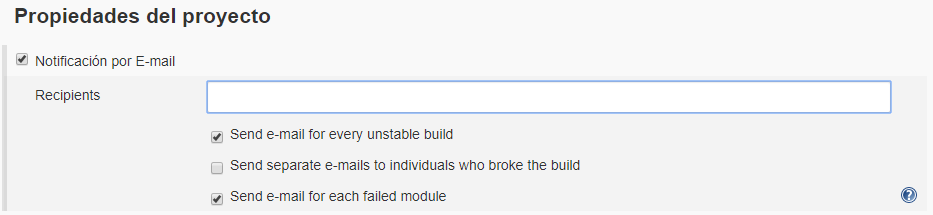 Propiedades del proyecto
Notificación por E-mail
Recipients
Send e-mail for every unstable build
Send separate e-mails to individuals who broke the build
Send e-mail for each failed module
?